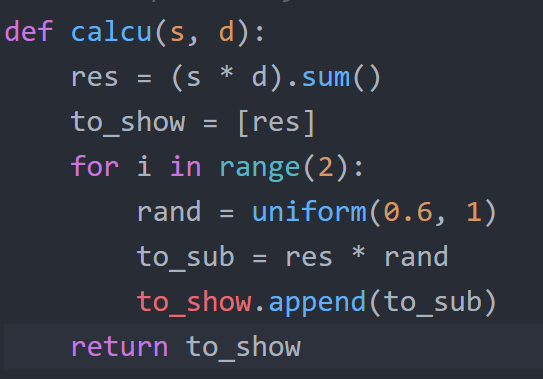 def calcu(s, d):
    res = (s * d).sum()
    to_show = [res]
    for i in range(2):
        rand = uniform(0.6, 1)
        to_sub = res * rand
        to_show.append(to_sub)
    return to_show